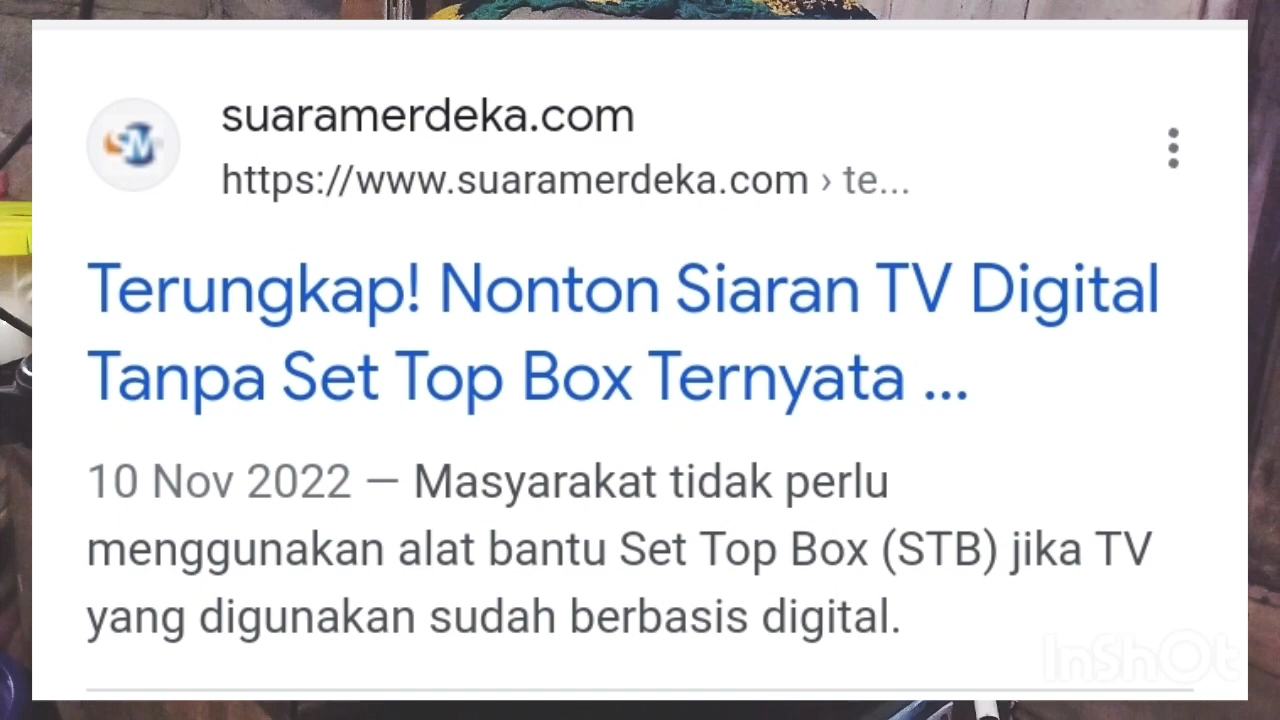 suaramerdeka.com
https://www.suaramerdeka.com › te...
Terungkap! Nonton Siaran TV Digital
Tanpa Set Top Box Ternyata ...
10 Nov 2022 — Masyarakat tidak perlu
menggunakan alat bantu Set Top Box (STB) jika TV
yang digunakan sudah berbasis digital.
InShOt